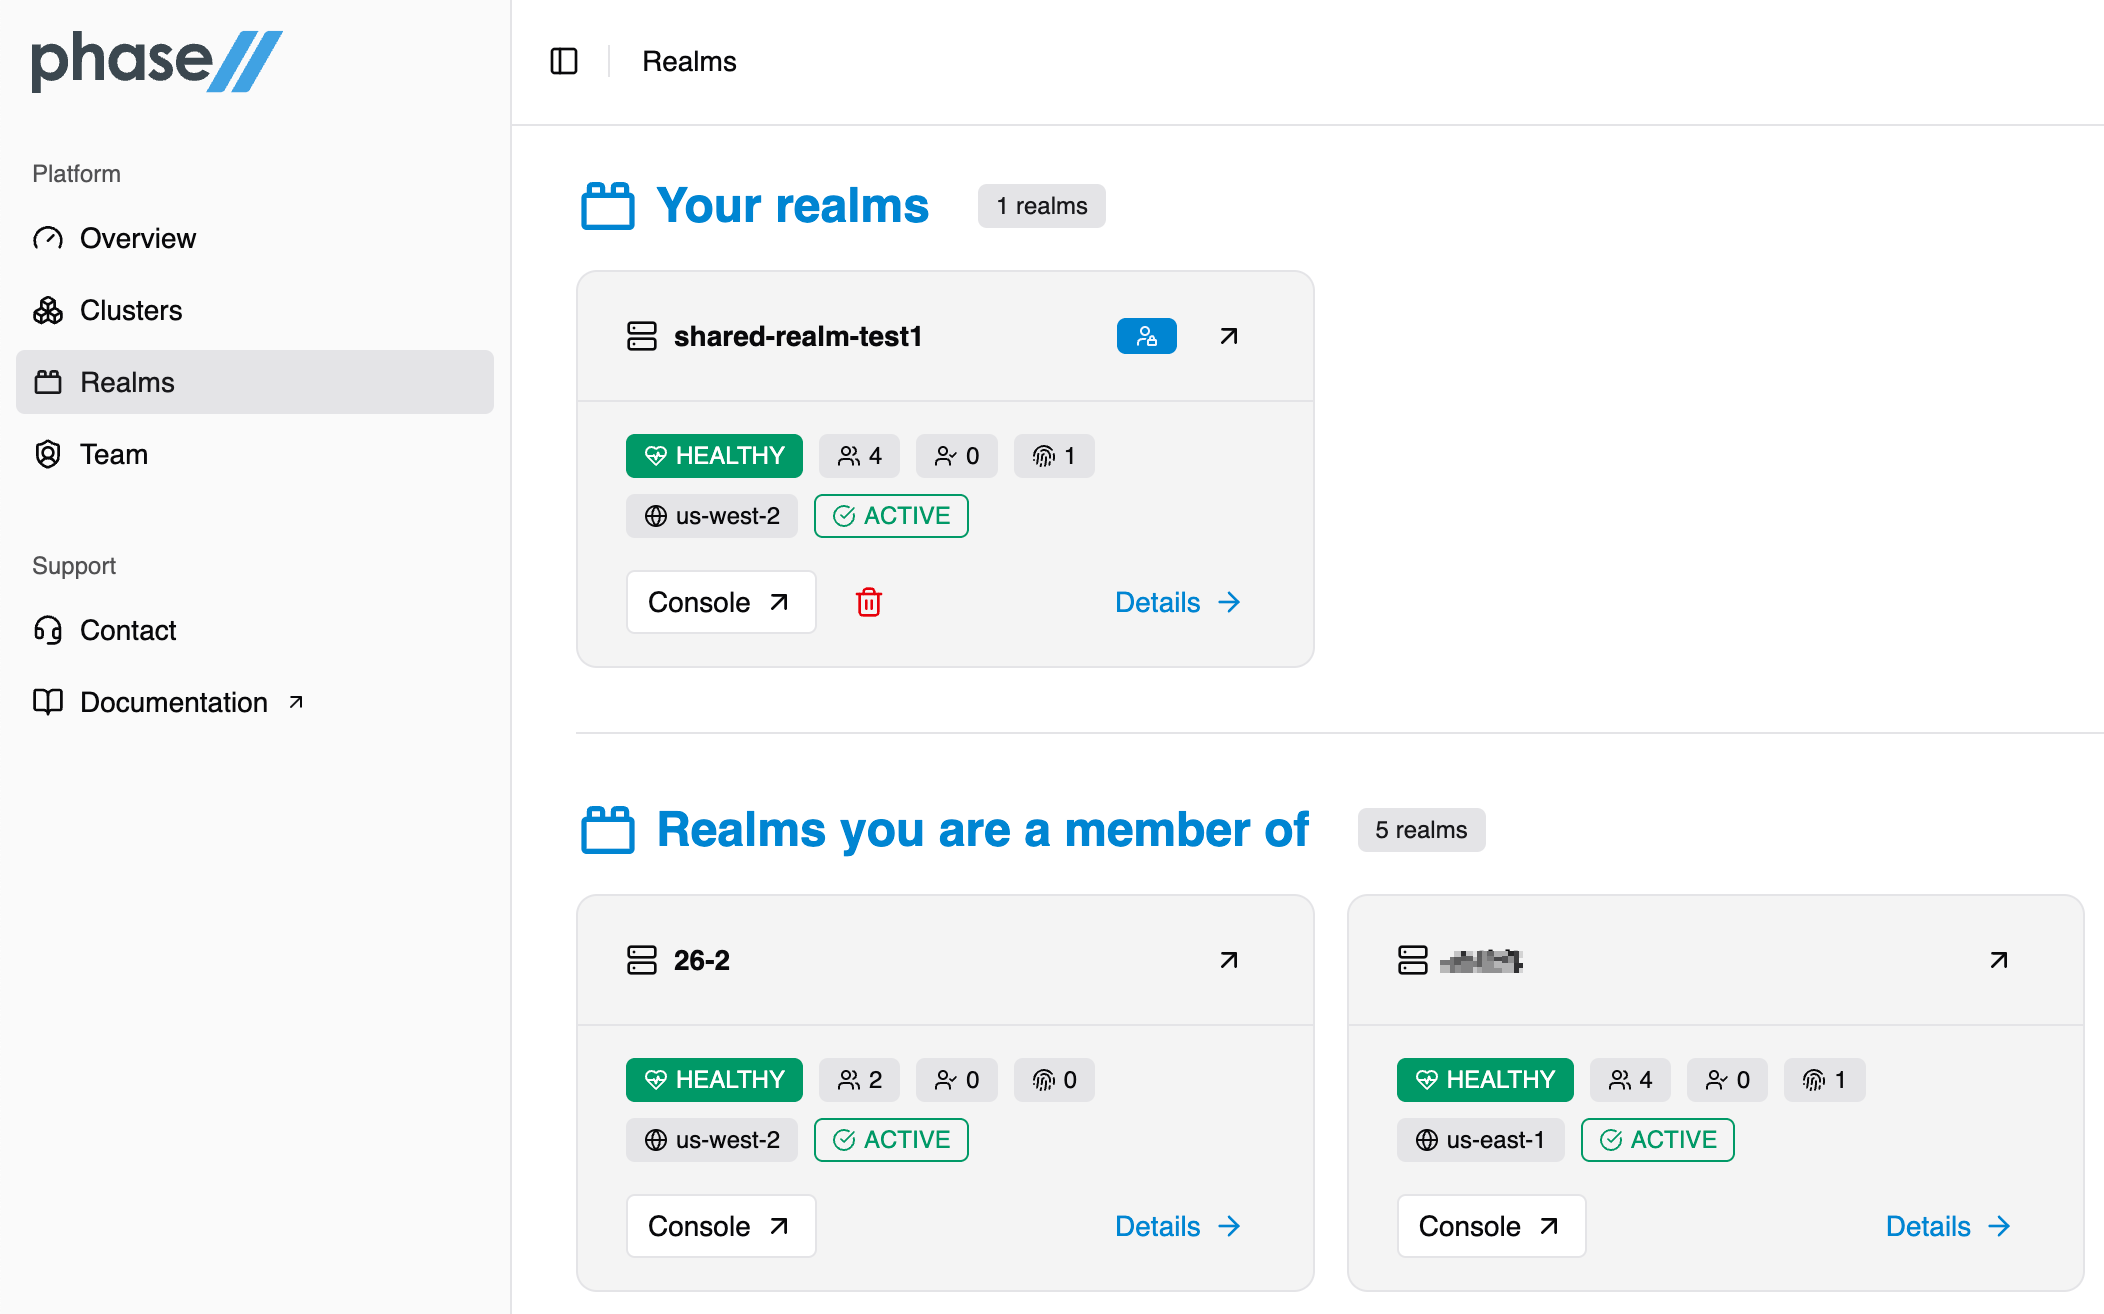 phase
Platform
Overview
Clusters
Realms
Team
Support
Contact
Documentation
Realms
Your realms
1 realms
shared-realm-test1
HEALTHY 4 0 1
us-west-2 ACTIVE
Console
Details
Realms you are a member of
5 realms
26-2
HEALTHY 2 0 0
us-west-2 ACTIVE
Console
Details
HEALTHY 4 0 1
us-east-1 ACTIVE
Console
Details